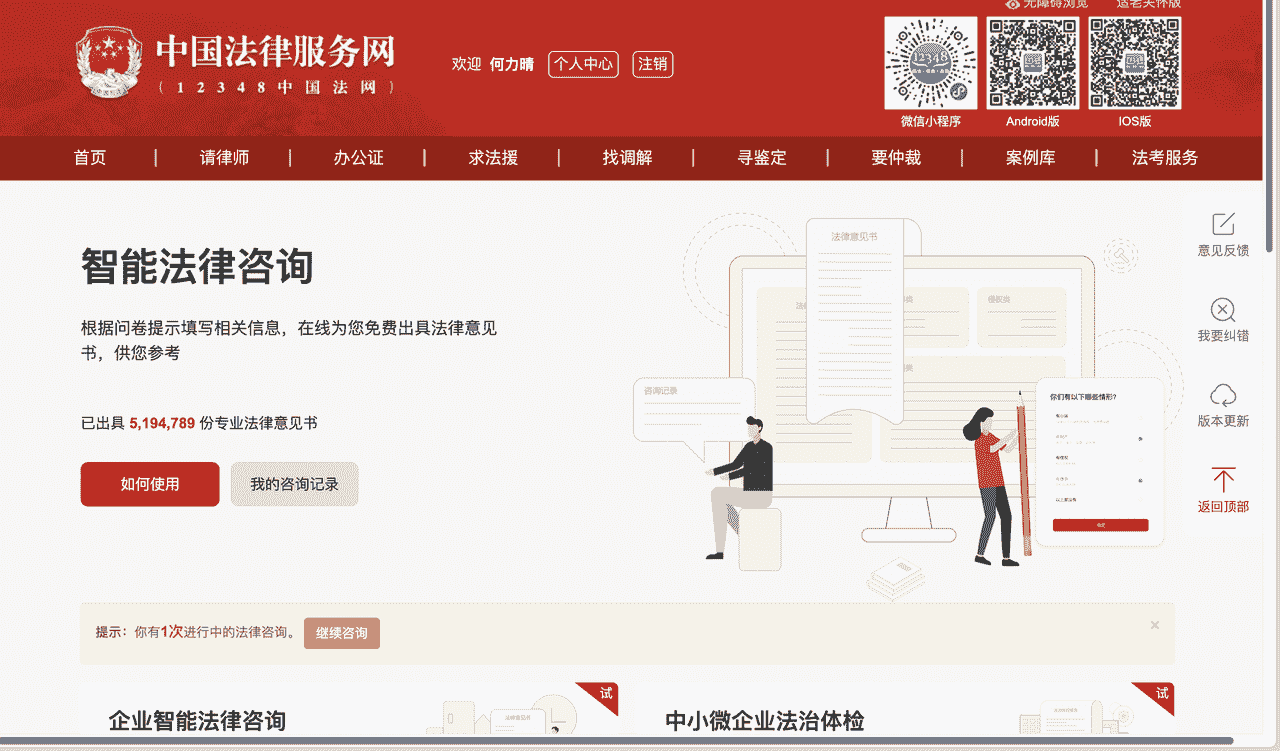 无障碍浏览 适老关怀版
中国法律服务网
(12348中国法网)
欢迎 何力晴 个人中心 注销
12348
微信小程序 Android版 IOS版
首页 请律师 办公证 求法援 找调解 寻鉴定 要仲裁 案例库 法考服务
智能法律咨询
根据问卷提示填写相关信息，在线为您免费出具法律意见
书，供您参考
已出具 5,194,789 份专业法律意见书
如何使用 我的咨询记录
法律意见书
侵权类
咨询记录
你们有以下哪些情形?
意见反馈
我要纠错
版本更新
返回顶部
提示：你有1次进行中的法律咨询。 继续咨询
企业智能法律咨询 试
中小微企业法治体检 试